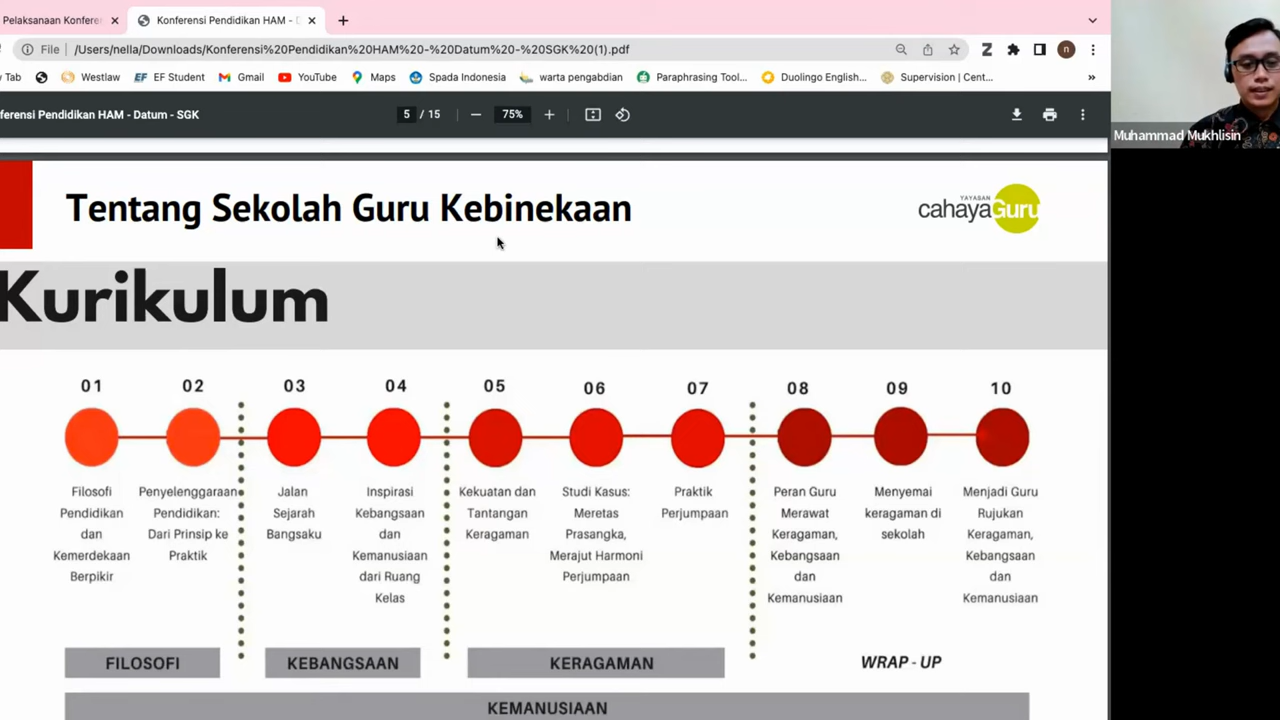 Pelaksanaan Konfere
Konferensi Pendidikan HAM -
File
/Users/nella/Downloads/Konferensi%20Pendidikan%20HAM%20-%20Datum%20-%20SGK%20(1).pdf
Z
n
Tab
Westlaw
EF EF Student
Gmail
YouTube
Maps
Spada Indonesia
warta pengabdian
Paraphrasing Tool...
Duolingo English...
Supervision | Cent...
»
ferensi Pendidikan HAM - Datum - SGK
5 / 15
75%
Muhammad Mukhlisin
Tentang Sekolah Guru Kebinekaan
YAYASAN
cahayaGuru
Kurikulum
01
02
03
04
05
06
07
08
09
10
Filosofi
Pendidikan
dan
Kemerdekaan
Berpikir
Penyelenggaraan
Pendidikan:
Dari Prinsip ke
Praktik
Jalan
Sejarah
Bangsaku
Inspirasi
Kebangsaan
dan
Kemanusiaan
dari Ruang
Kelas
Kekuatan dan
Tantangan
Keragaman
Studi Kasus:
Meretas
Prasangka,
Merajut Harmoni
Perjumpaan
Praktik
Perjumpaan
Peran Guru
Merawat
Keragaman,
Kebangsaan
dan
Kemanusiaan
Menyemai
keragaman di
sekolah
Menjadi Guru
Rujukan
Keragaman,
Kebangsaan
dan
Kemanusiaan
FILOSOFI
KEBANGSAAN
KERAGAMAN
WRAP - UP
KEMANUSIAAN